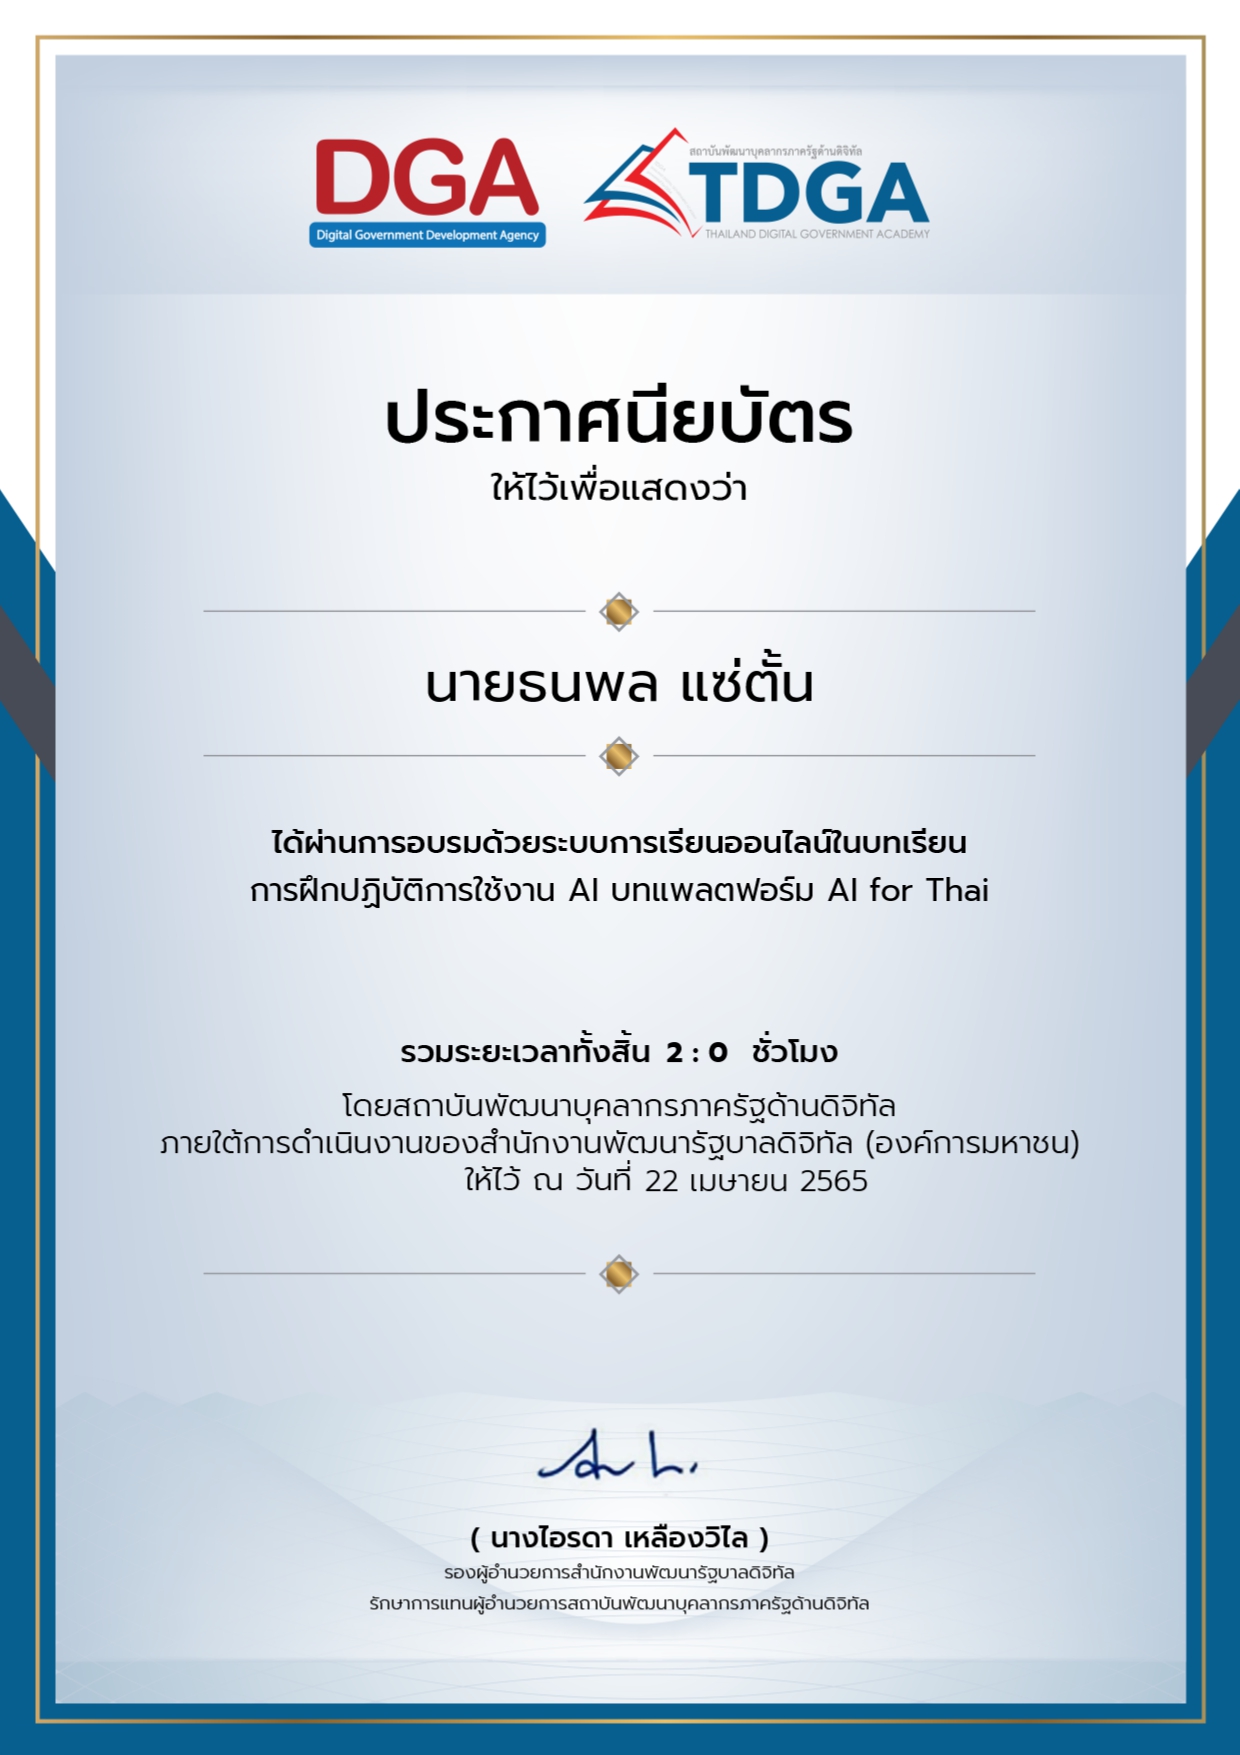 DGA
Digital Government Development Agency
สถาบันพัฒนาบุคลากรภาครัฐด้านดิจิทัล
TDGA
THAILAND DIGITAL GOVERNMENT ACADEMY
ประกาศนียบัตร
ให้ไว้เพื่อแสดงว่า
นายธนพล แซ่ตั้น
ได้ผ่านการอบรมด้วยระบบการเรียนออนไลน์ในบทเรียน
การฝึกปฏิบัติการใช้งาน AI บทแพลตฟอร์ม AI for Thai
รวมระยะเวลาทั้งสิ้น 2 : 0 ชั่วโมง
โดยสถาบันพัฒนาบุคลากรภาครัฐด้านดิจิทัล
ภายใต้การดำเนินงานของสำนักงานพัฒนารัฐบาลดิจิทัล (องค์การมหาชน)
ให้ไว้ ณ วันที่ 22 เมษายน 2565
( นางไอรดา เหลืองวิไล )
รองผู้อำนวยการสำนักงานพัฒนารัฐบาลดิจิทัล
รักษาการแทนผู้อำนวยการสถาบันพัฒนาบุคลากรภาครัฐด้านดิจิทัล